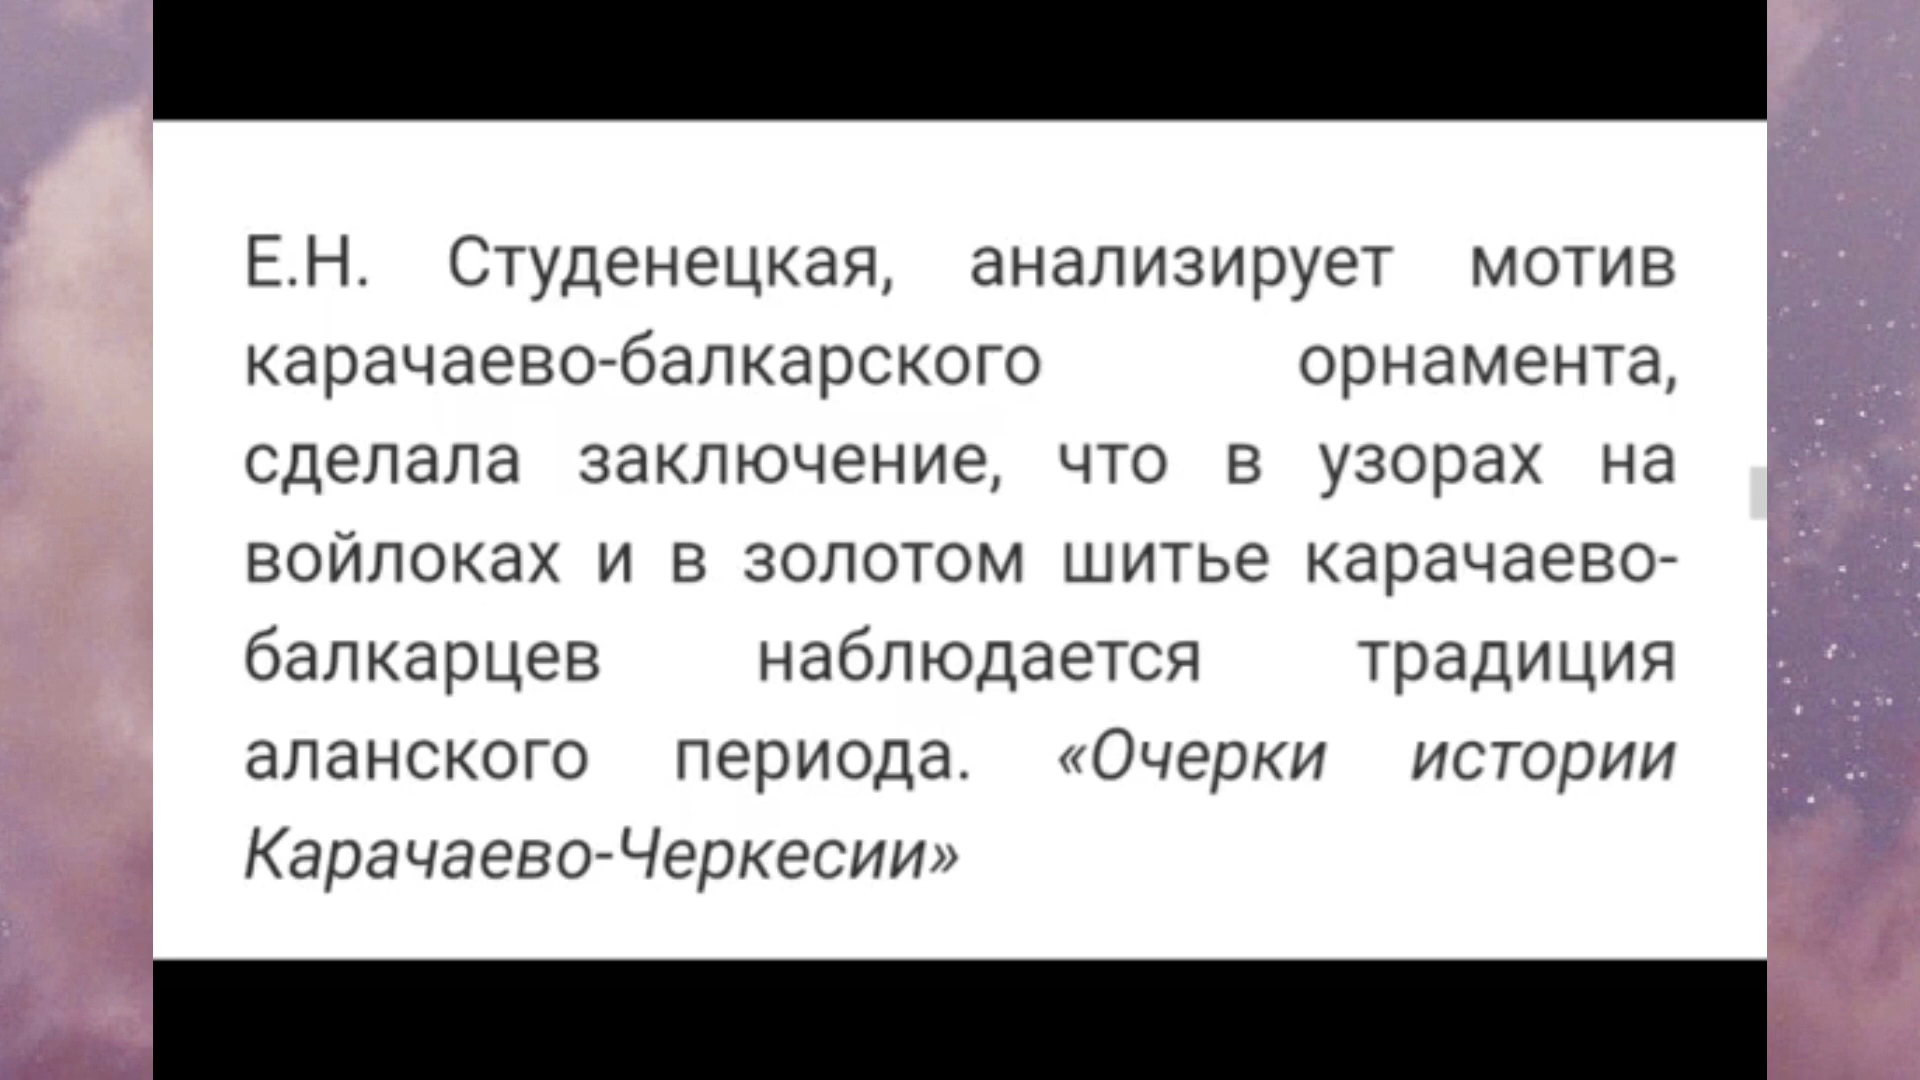 Е.Н. Студенецкая, анализирует мотив
карачаево-балкарского орнамента,
сделала заключение, что в узорах на
войлоках и в золотом шитье карачаево-
балкарцев наблюдается традиция
аланского периода. «Очерки истории
Карачаево-Черкесии»